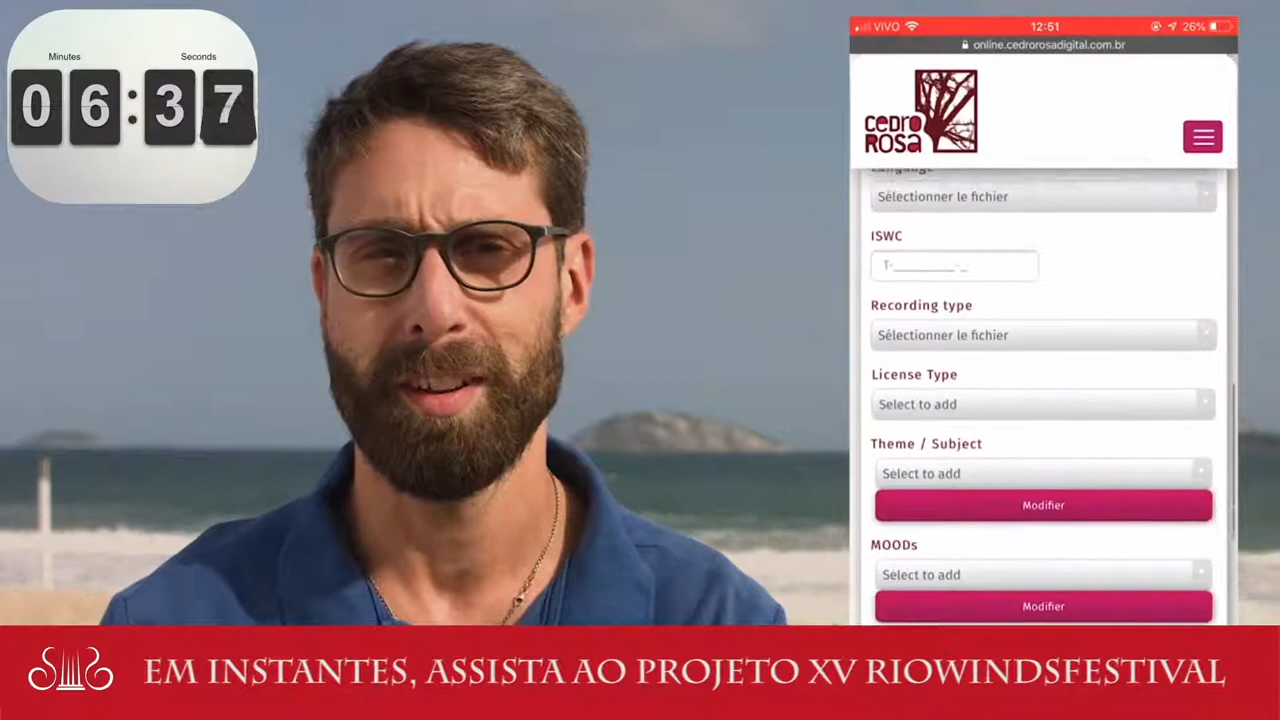 Minutes
Seconds
06:37
VIVO
12:51
26%
online.cedrorosadigital.com.br
CEDRO
ROSA
Language
Sélectionner le fichier
ISWC
T-_________-_
Recording type
Sélectionner le fichier
License Type
Select to add
Theme / Subject
Select to add
Modifier
MOODs
Select to add
Modifier
EM INSTANTES, ASSISTA AO PROJETO XV RIOWINDSFESTIVAL